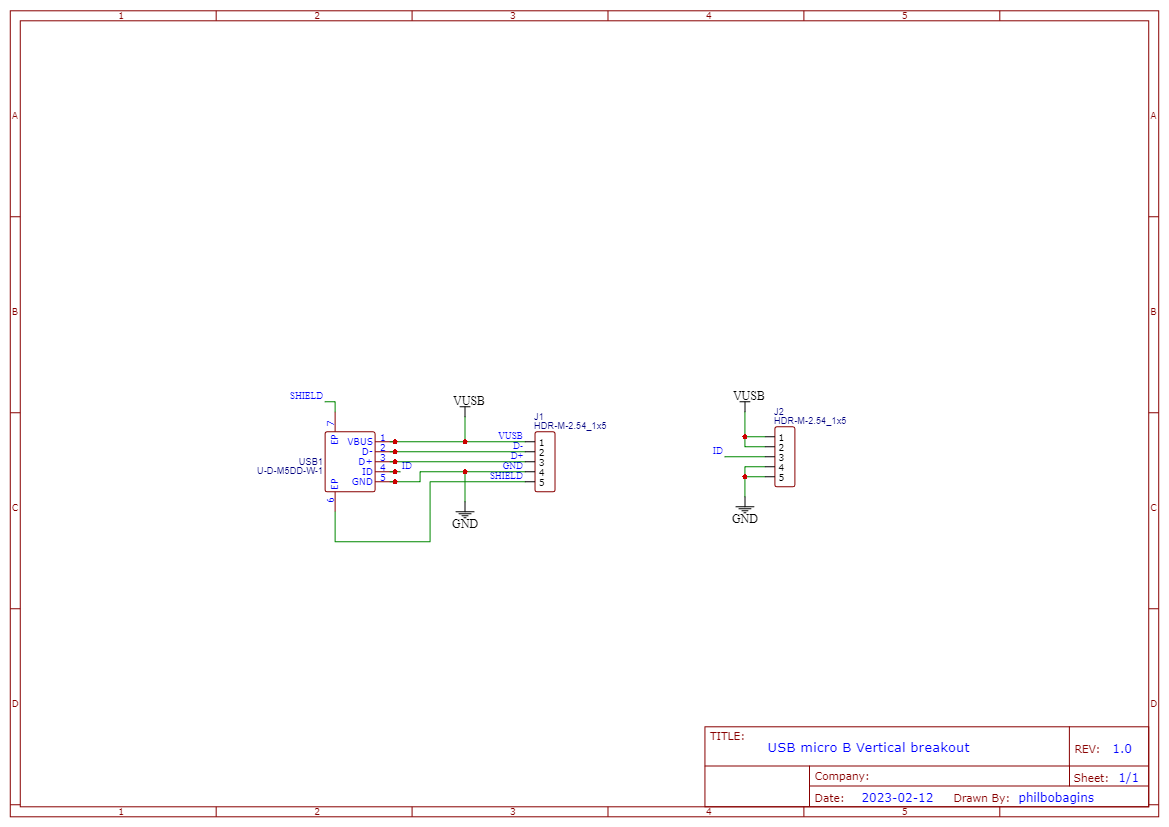 1 2 3 4 5
A A
B B
SHIELD
VUSB
VUSB
J1
HDR-M-2.54_1x5
J2
HDR-M-2.54_1x5
7
EP
USB1
U-D-M5DD-W-1
VBUS 1
D- 2
D+ 3
ID 4
GND 5
EP
6
ID
VUSB 1
D- 2
D+ 3
GND 4
SHIELD 5
GND
ID
1
2
3
4
5
GND
C C
D D
TITLE:
USB micro B Vertical breakout
REV: 1.0
Company:
Sheet: 1/1
Date: 2023-02-12 Drawn By: philbobagins
1 2 3 4 5